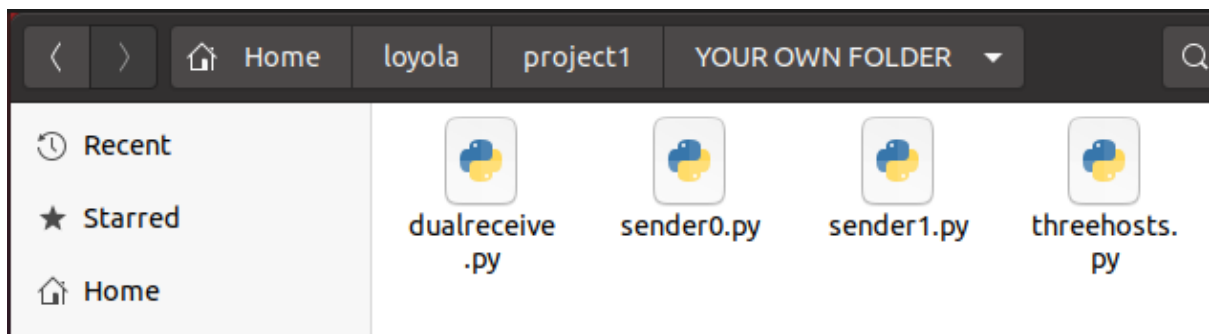 Home loyola project1 YOUR OWN FOLDER
Recent
Starred
Home
dualreceive
.py
sender0.py
sender1.py
threehosts.
py